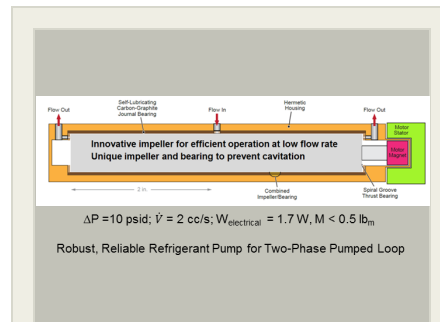 Self-Lubricating
Carbon-Graphite
Journal Bearing
Flow Out
Flow In
Hermetic
Housing
Flow Out
Motor
Stator
Innovative impeller for efficient operation at low flow rate
Unique impeller and bearing to prevent cavitation
Motor
Magnet
2 in.
Combined
Impeller/Bearing
Spiral Groove
Thrust Bearing
ΔP =10 psid; V̇ = 2 cc/s; Wₑₗₑcₜᵣᵢcₐₗ = 1.7 W, M < 0.5 lbₘ
Robust, Reliable Refrigerant Pump for Two-Phase Pumped Loop